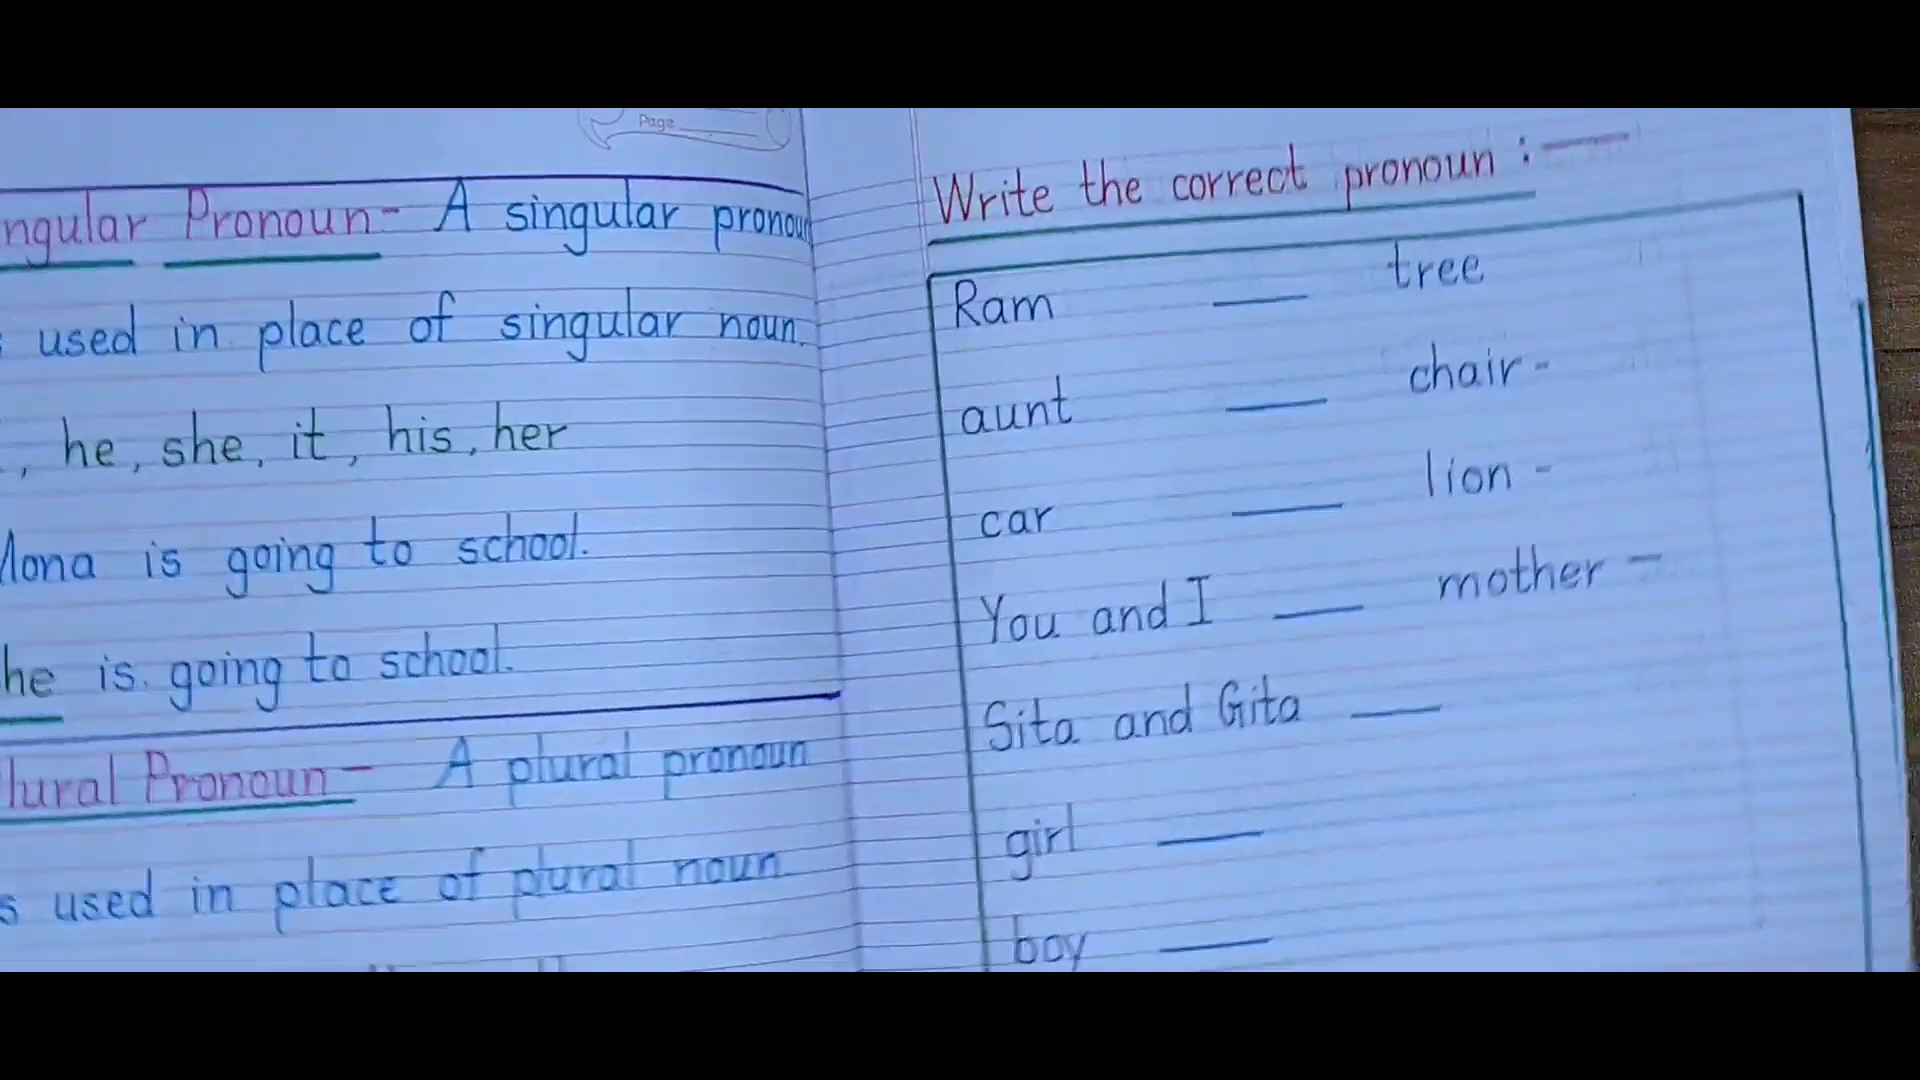 Page
ngular Pronoun- A singular pronoun
used in place of singular noun.
, he, she, it, his, her
Mona is going to school.
he is going to school.
lural Pronoun- A plural pronoun
s used in place of plural noun
Write the correct pronoun :-
Ram — tree
aunt — chair -
car — lion -
You and I — mother -
Sita and Gita —
girl —
boy —